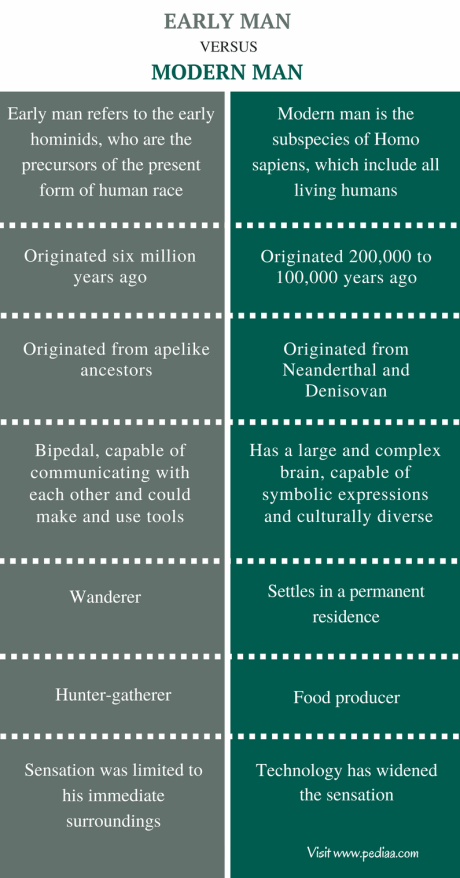 EARLY MAN
VERSUS
MODERN MAN
Early man refers to the early
hominids, who are the
precursors of the present
form of human race
Modern man is the
subspecies of Homo
sapiens, which include all
living humans
Originated six million
years ago
Originated 200,000 to
100,000 years ago
Originated from apelike
ancestors
Originated from
Neanderthal and
Denisovan
Bipedal, capable of
communicating with
each other and could
make and use tools
Has a large and complex
brain, capable of
symbolic expressions
and culturally diverse
Wanderer
Settles in a permanent
residence
Hunter-gatherer
Food producer
Sensation was limited to
his immediate
surroundings
Technology has widened
the sensation
Visit www.pediaa.com